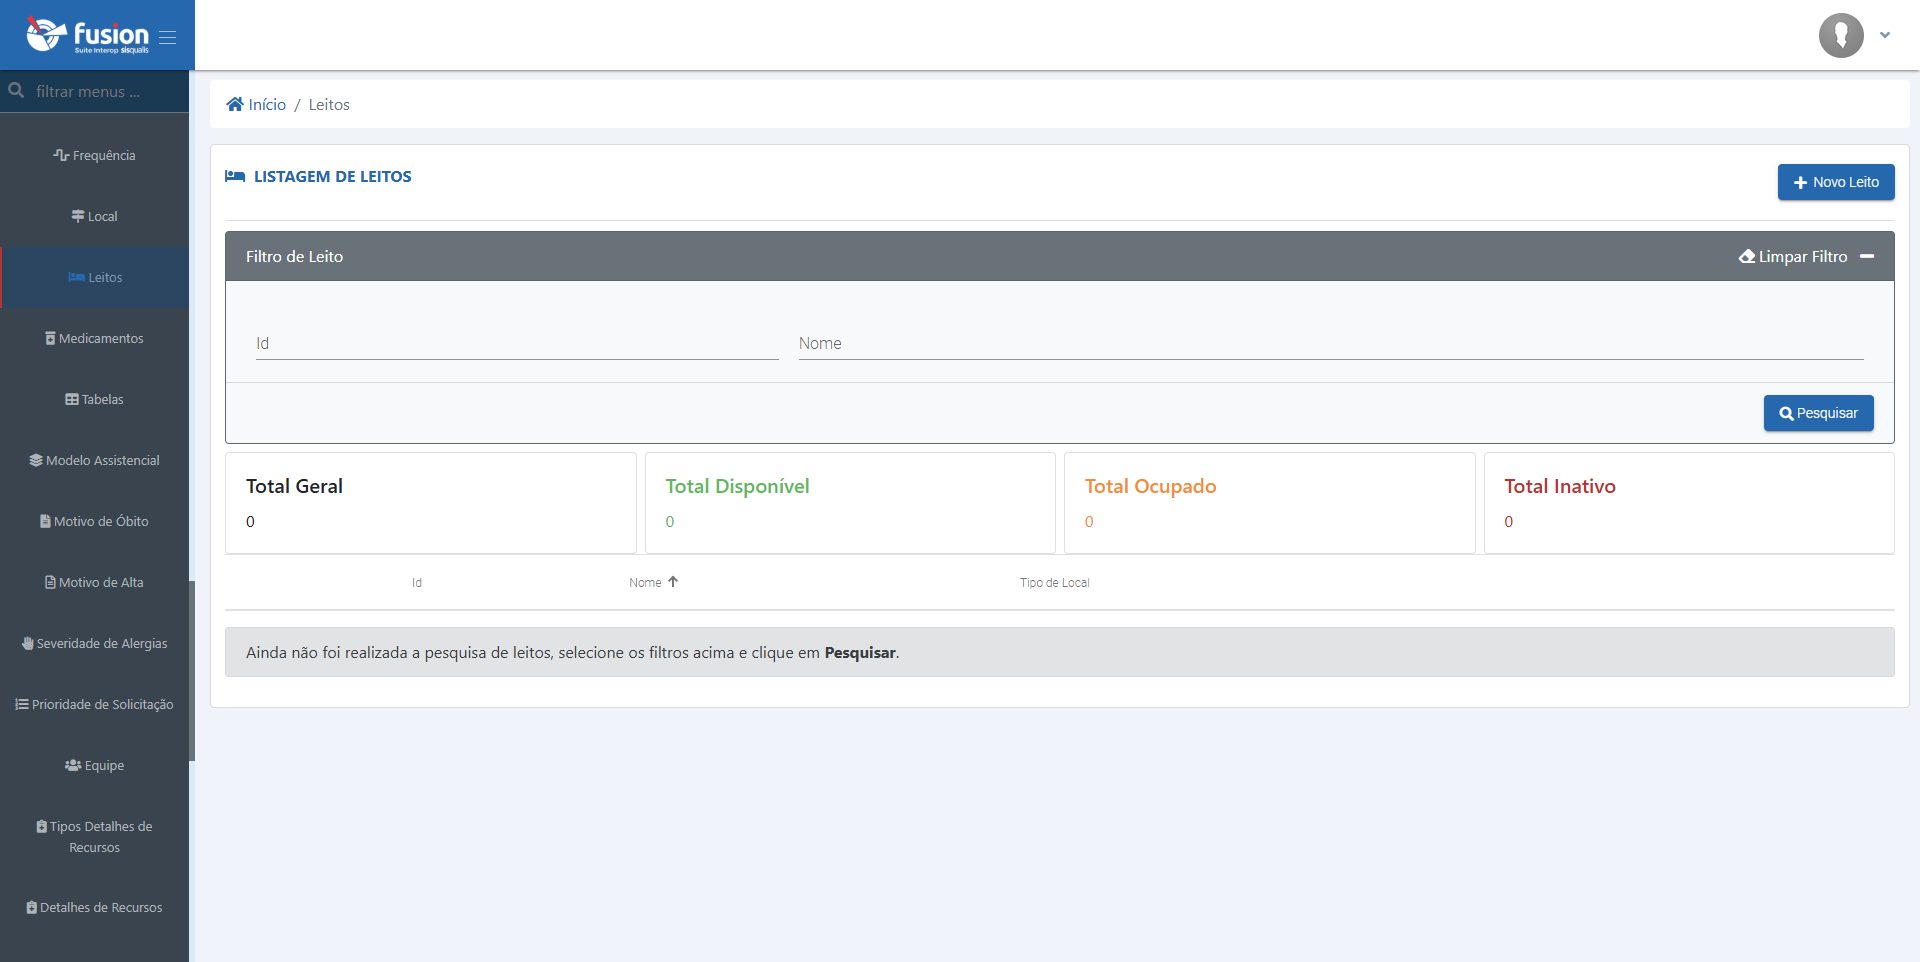 fusion
Suite Interop sisqualis
filtrar menus ...
Frequência
Local
Leitos
Medicamentos
Tabelas
Modelo Assistencial
Motivo de Óbito
Motivo de Alta
Severidade de Alergias
Prioridade de Solicitação
Equipe
Tipos Detalhes de
Recursos
Detalhes de Recursos
Início / Leitos
LISTAGEM DE LEITOS
Novo Leito
Filtro de Leito
Limpar Filtro
Id
Nome
Pesquisar
Total Geral
0
Total Disponível
0
Total Ocupado
0
Total Inativo
0
Id
Nome
Tipo de Local
Ainda não foi realizada a pesquisa de leitos, selecione os filtros acima e clique em Pesquisar.